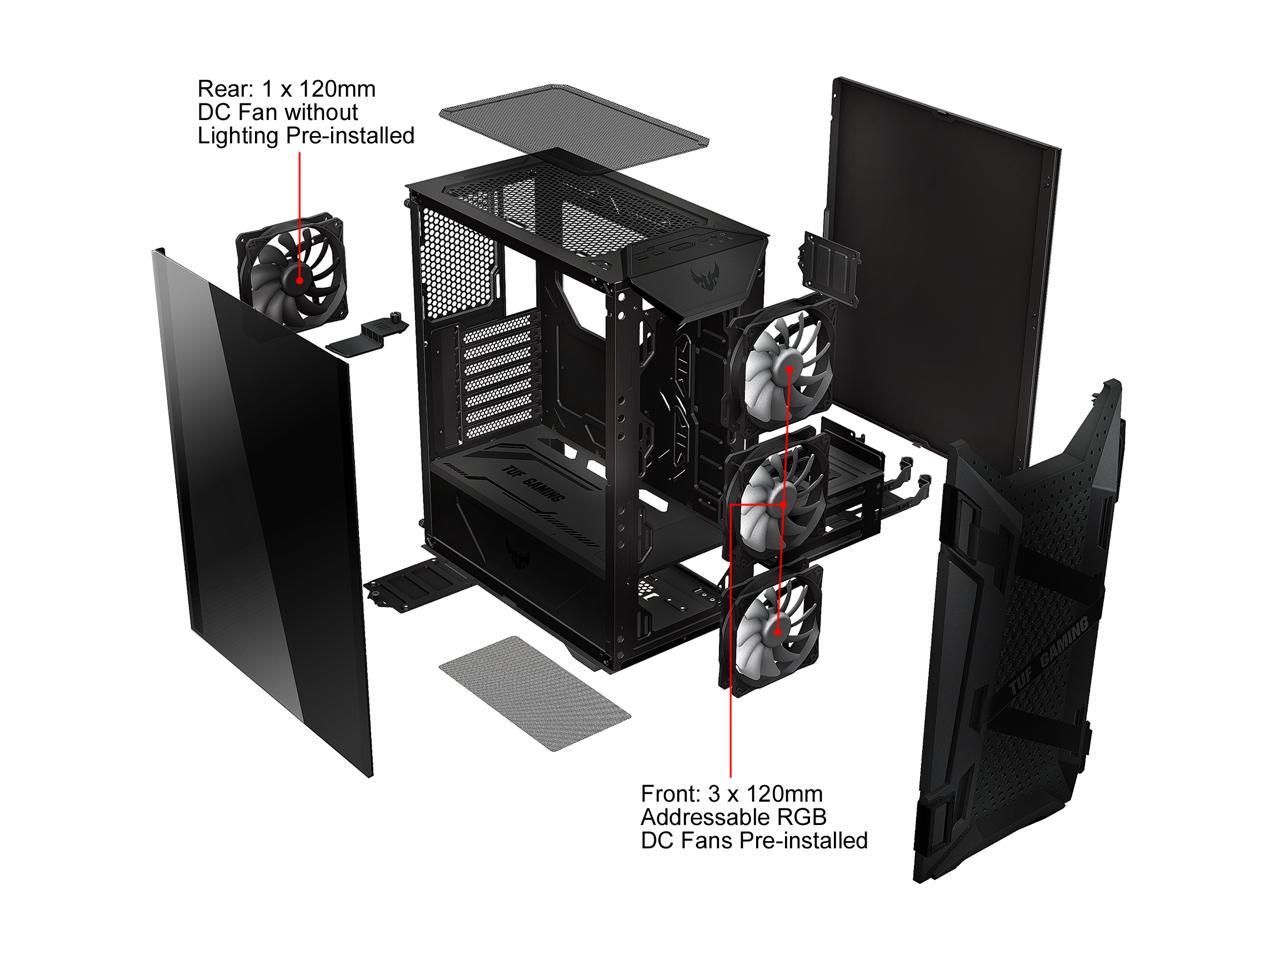 Rear: 1 x 120mm
DC Fan without
Lighting Pre-installed
TUF GAMING
TUF GAMING
Front: 3 x 120mm
Addressable RGB
DC Fans Pre-installed